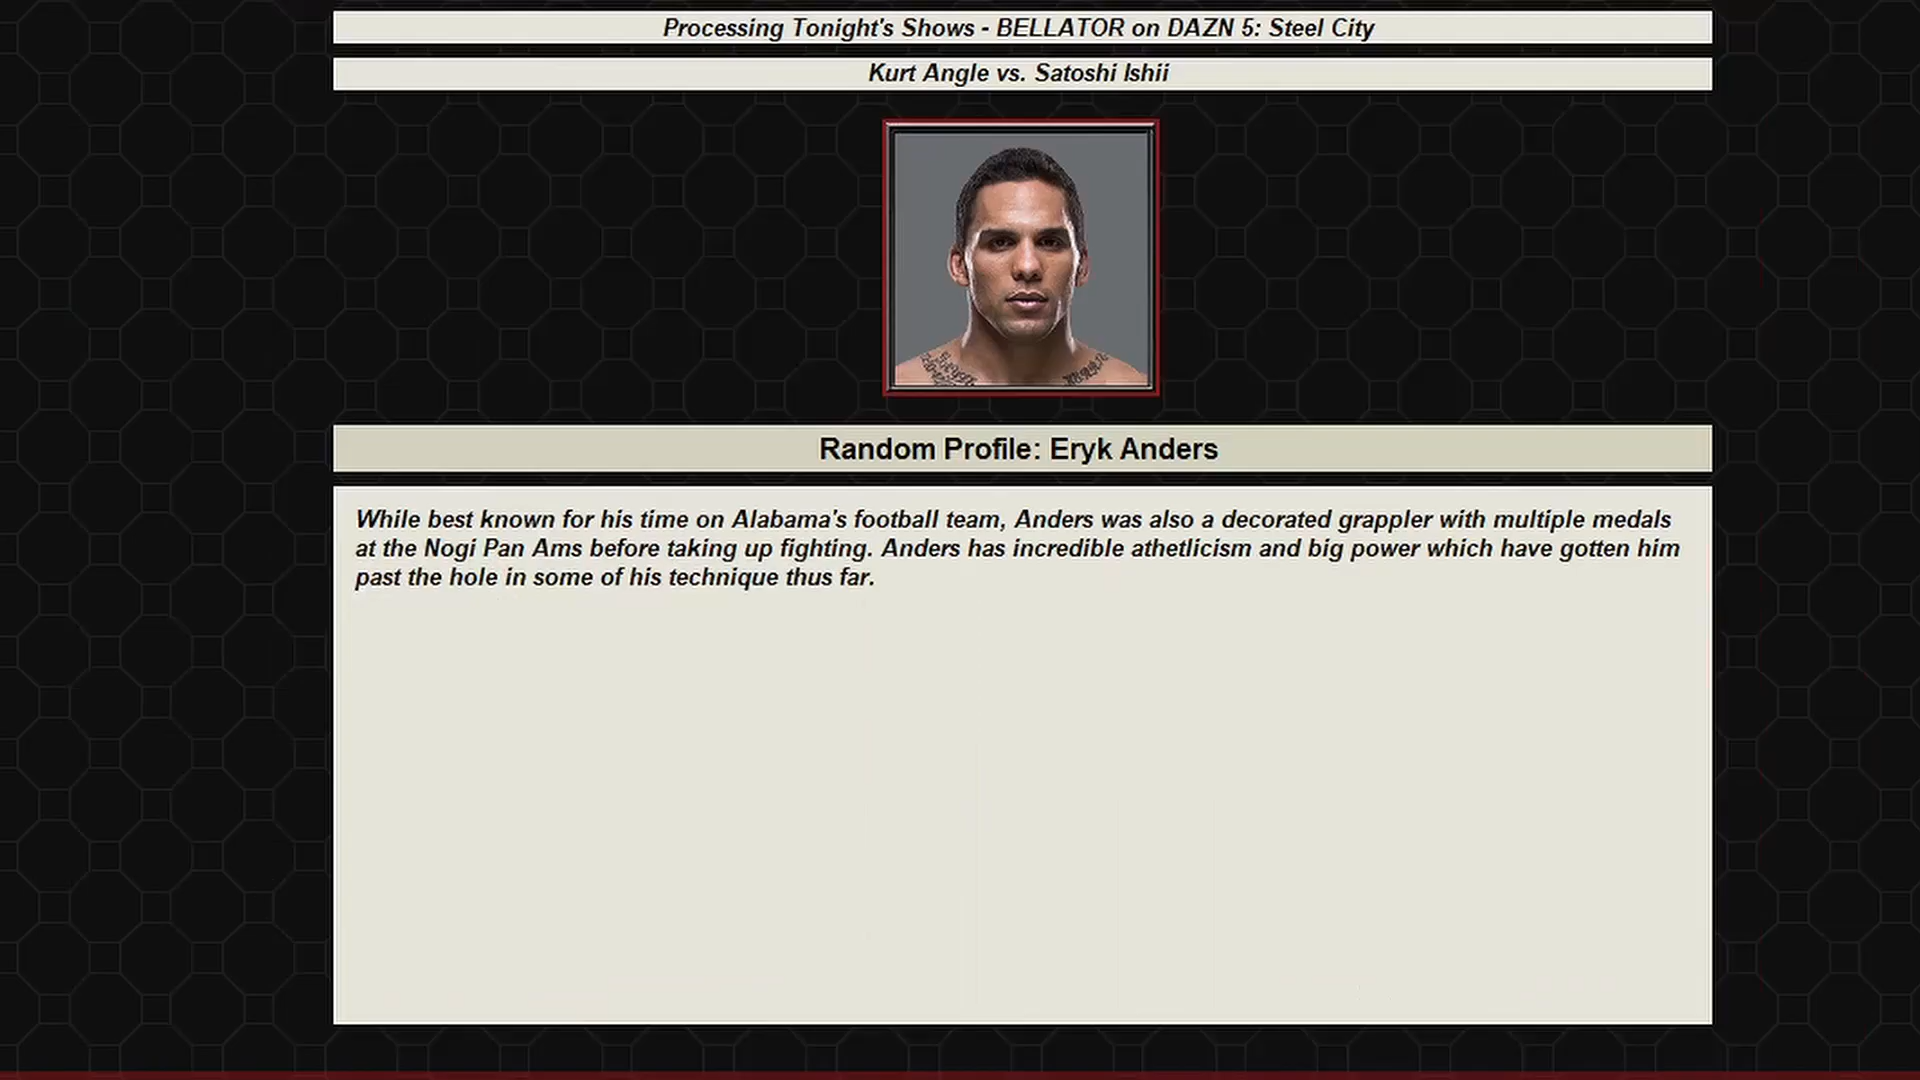 Processing Tonight's Shows - BELLATOR on DAZN 5: Steel City
Kurt Angle vs. Satoshi Ishii
Random Profile: Eryk Anders
While best known for his time on Alabama's football team, Anders was also a decorated grappler with multiple medals
at the Nogi Pan Ams before taking up fighting. Anders has incredible athetlicism and big power which have gotten him
past the hole in some of his technique thus far.